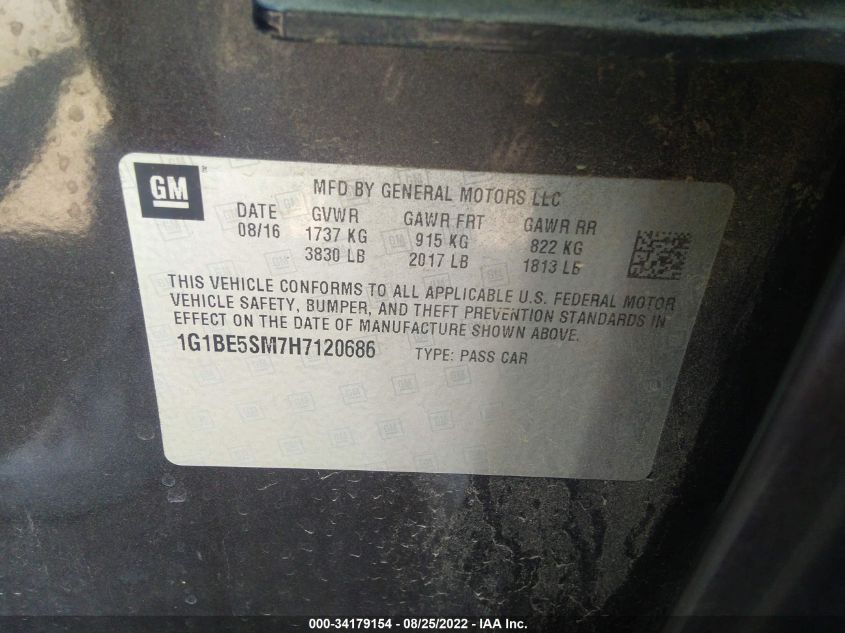 GM ®
MFD BY GENERAL MOTORS LLC
DATE GVWR GAWR FRT GAWR RR
08/16 1737 KG 915 KG 822 KG
3830 LB 2017 LB 1813 LB
THIS VEHICLE CONFORMS TO ALL APPLICABLE U.S. FEDERAL MOTOR
VEHICLE SAFETY, BUMPER, AND THEFT PREVENTION STANDARDS IN
EFFECT ON THE DATE OF MANUFACTURE SHOWN ABOVE.
1G1BE5SM7H7120686 TYPE: PASS CAR
000-34179154 - 08/25/2022 - IAA Inc.